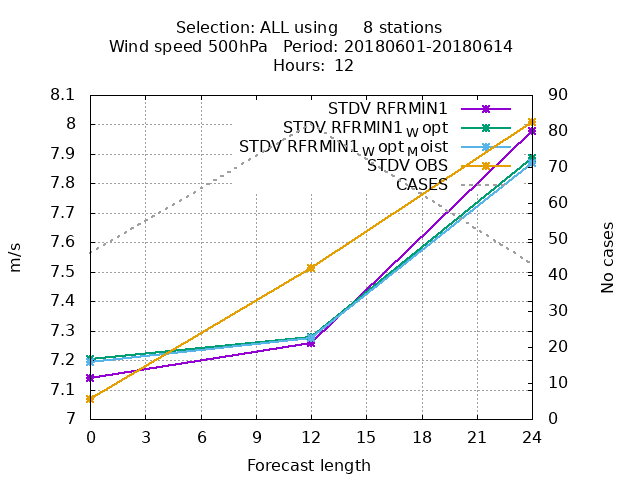 Selection: ALL using 8 stations
Wind speed 500hPa Period: 20180601-20180614
Hours: 12
STDV RFRMIN1
STDV RFRMIN1_W opt
STDV RFRMIN1_W opt_M oist
STDV OBS
CASES
8.1
8
7.9
7.8
7.7
7.6
7.5
7.4
7.3
7.2
7.1
7
m/s
90
80
70
60
50
40
30
20
10
0
No cases
0 3 6 9 12 15 18 21 24
Forecast length